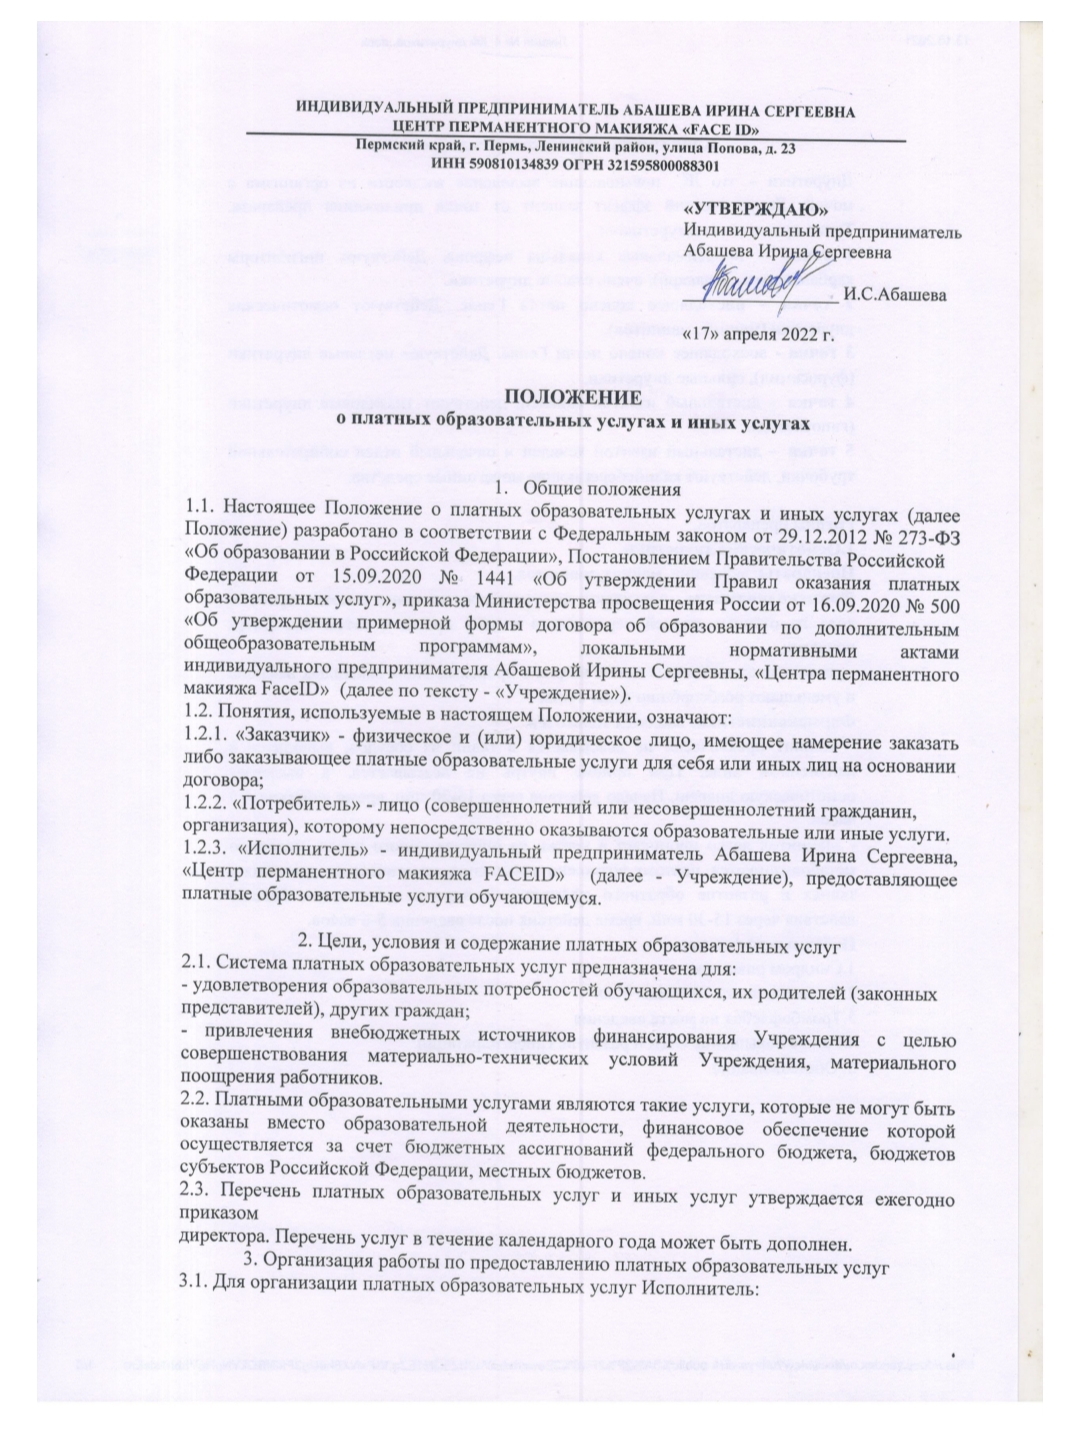 ИНДИВИДУАЛЬНЫЙ ПРЕДПРИНИМАТЕЛЬ АБАШЕВА ИРИНА СЕРГЕЕВНА
ЦЕНТР ПЕРМАНЕНТНОГО МАКИЯЖА «FACE ID»
Пермский край, г. Пермь, Ленинский район, улица Попова, д. 23
ИНН 590810134839 ОГРН 321595800088301
«УТВЕРЖДАЮ»
Индивидуальный предприниматель
Абашева Ирина Сергеевна
Абашева И.С.Абашева
«17» апреля 2022 г.
ПОЛОЖЕНИЕ
о платных образовательных услугах и иных услугах
1. Общие положения
1.1. Настоящее Положение о платных образовательных услугах и иных услугах (далее
Положение) разработано в соответствии с Федеральным законом от 29.12.2012 № 273-ФЗ
«Об образовании в Российской Федерации», Постановлением Правительства Российской
Федерации от 15.09.2020 № 1441 «Об утверждении Правил оказания платных
образовательных услуг», приказа Министерства просвещения России от 16.09.2020 № 500
«Об утверждении примерной формы договора об образовании по дополнительным
общеобразовательным программам», локальными нормативными актами
индивидуального предпринимателя Абашевой Ирины Сергеевны, «Центра перманентного
макияжа FaceID» (далее по тексту - «Учреждение»).
1.2. Понятия, используемые в настоящем Положении, означают:
1.2.1. «Заказчик» - физическое и (или) юридическое лицо, имеющее намерение заказать
либо заказывающее платные образовательные услуги для себя или иных лиц на основании
договора;
1.2.2. «Потребитель» - лицо (совершеннолетний или несовершеннолетний гражданин,
организация), которому непосредственно оказываются образовательные или иные услуги.
1.2.3. «Исполнитель» - индивидуальный предприниматель Абашева Ирина Сергеевна,
«Центр перманентного макияжа FACEID» (далее - Учреждение), предоставляющее
платные образовательные услуги обучающемуся.
2. Цели, условия и содержание платных образовательных услуг
2.1. Система платных образовательных услуг предназначена для:
- удовлетворения образовательных потребностей обучающихся, их родителей (законных
представителей), других граждан;
- привлечения внебюджетных источников финансирования Учреждения с целью
совершенствования материально-технических условий Учреждения, материального
поощрения работников.
2.2. Платными образовательными услугами являются такие услуги, которые не могут быть
оказаны вместо образовательной деятельности, финансовое обеспечение которой
осуществляется за счет бюджетных ассигнований федерального бюджета, бюджетов
субъектов Российской Федерации, местных бюджетов.
2.3. Перечень платных образовательных услуг и иных услуг утверждается ежегодно
приказом
директора. Перечень услуг в течение календарного года может быть дополнен.
3. Организация работы по предоставлению платных образовательных услуг
3.1. Для организации платных образовательных услуг Исполнитель: